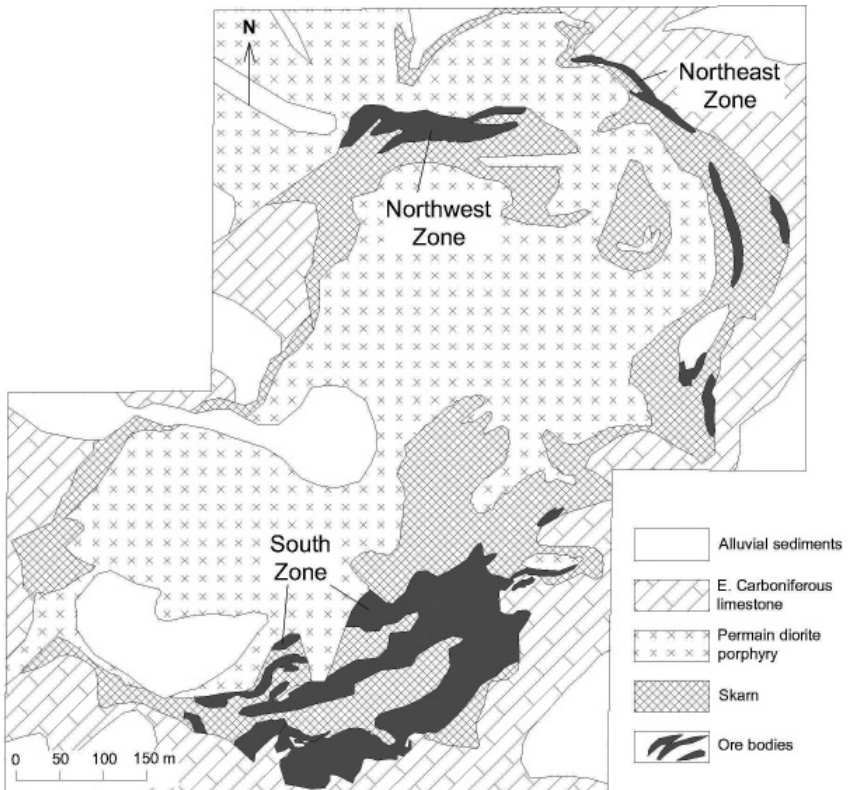 N
Northeast
Zone
Northwest
Zone
South
Zone
Alluvial sediments
E. Carboniferous
limestone
Permain diorite
porphyry
Skarn
Ore bodies
0 50 100 150 m